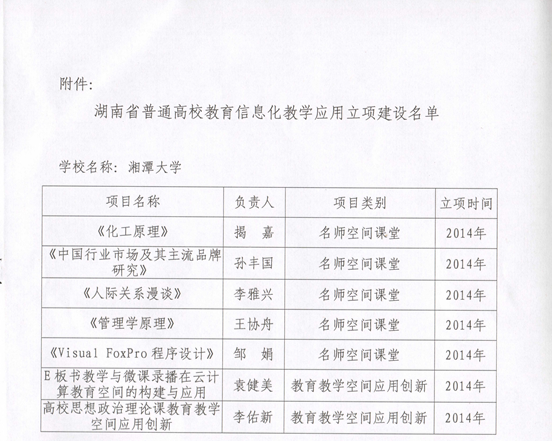 附件:
湖南省普通高校教育信息化教学应用立项建设名单
学校名称: 湘潭大学
项目名称 负责人 项目类别 立项时间
《化工原理》 揭 嘉 名师空间课堂 2014年
《中国行业市场及其主流品牌
研究》 孙丰国 名师空间课堂 2014年
《人际关系漫谈》 李雅兴 名师空间课堂 2014年
《管理学原理》 王协舟 名师空间课堂 2014年
《Visual FoxPro 程序设计》 邹 娟 名师空间课堂 2014年
E 板书教学与微课录播在云计
算教育空间的构建与应用 袁健美 教育教学空间应用创新 2014年
高校思想政治理论课教育教学
空间应用创新 李佑新 教育教学空间应用创新 2014年